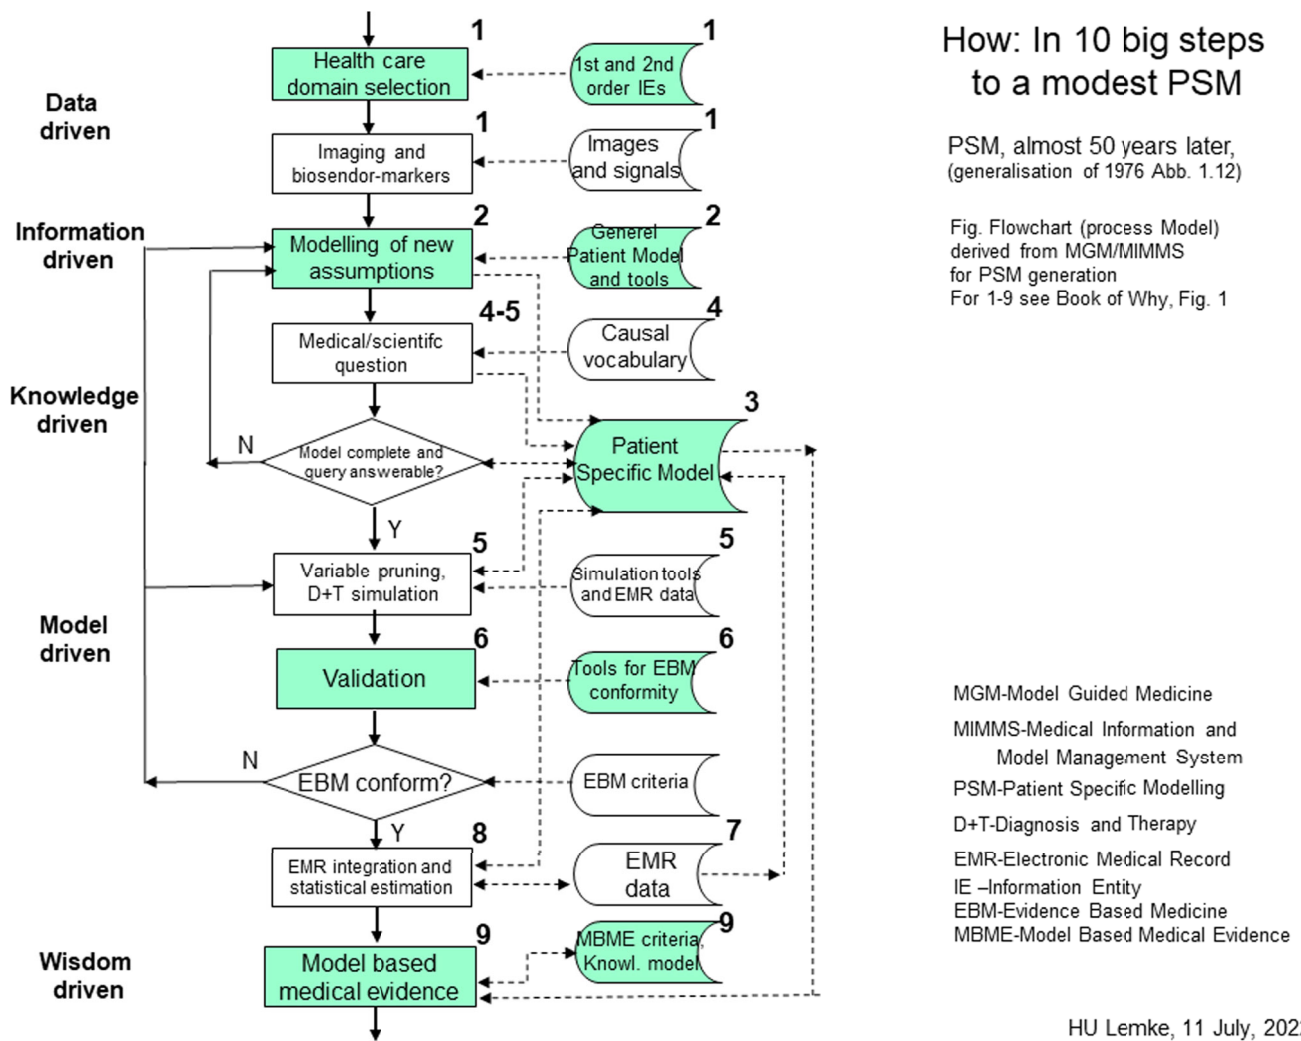 How: In 10 big steps
to a modest PSM
PSM, almost 50 years later,
(generalisation of 1976 Abb. 1.12)
Fig. Flowchart (process Model)
derived from MGM/MIMMS
for PSM generation
For 1-9 see Book of Why, Fig. 1
Data
driven
1
Health care
domain selection
1
1st and 2nd
order IEs
1
Imaging and
biosendor-markers
1
Images
and signals
Information
driven
2
Modelling of new
assumptions
2
Generel
Patient Model
and tools
4-5
Medical/scientifc
question
4
Causal
vocabulary
Knowledge
driven
N
Model complete and
query answerable?
3
Patient
Specific Model
Y
5
Variable pruning,
D+T simulation
5
Simulation tools
and EMR data
Model
driven
6
Validation
6
Tools for EBM
conformity
N
EBM conform?
EBM criteria
Y
8
EMR integration and
statistical estimation
7
EMR
data
Wisdom
driven
9
Model based
medical evidence
9
MBME criteria,
Knowl. model
MGM-Model Guided Medicine
MIMMS-Medical Information and
Model Management System
PSM-Patient Specific Modelling
D+T-Diagnosis and Therapy
EMR-Electronic Medical Record
IE –Information Entity
EBM-Evidence Based Medicine
MBME-Model Based Medical Evidence
HU Lemke, 11 July, 202